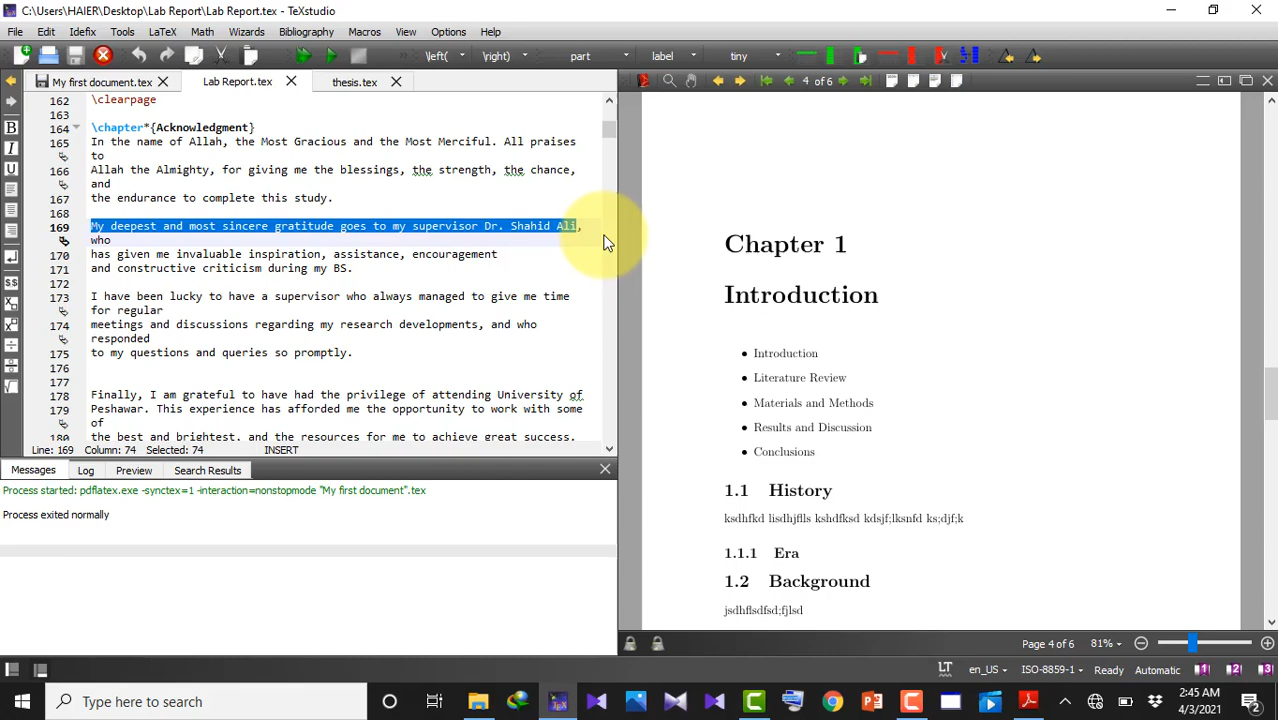 C:\Users\HAIER\Desktop\Lab Report\Lab Report.tex - TeXstudio
File Edit Idefix Tools LaTeX Math Wizards Bibliography Macros View Options Help
\left( \right) part label tiny
My first document.tex Lab Report.tex thesis.tex 4 of 6
162 \clearpage
163
164 \chapter*{Acknowledgment}
165 In the name of Allah, the Most Gracious and the Most Merciful. All praises
to
166 Allah the Almighty, for giving me the blessings, the strength, the chance,
and
167 the endurance to complete this study.
168
169 My deepest and most sincere gratitude goes to my supervisor Dr. Shahid Ali,
who
170 has given me invaluable inspiration, assistance, encouragement
171 and constructive criticism during my BS.
172
173 I have been lucky to have a supervisor who always managed to give me time
for regular
174 meetings and discussions regarding my research developments, and who
responded
175 to my questions and queries so promptly.
176
177
178 Finally, I am grateful to have had the privilege of attending University of
179 Peshawar. This experience has afforded me the opportunity to work with some
of
180 the best and brightest, and the resources for me to achieve great success.
Line: 169 Column: 74 Selected: 74 INSERT
Messages Log Preview Search Results
Process started: pdflatex.exe -synctex=1 -interaction=nonstopmode "My first document".tex
Process exited normally
Chapter 1
Introduction
• Introduction
• Literature Review
• Materials and Methods
• Results and Discussion
• Conclusions
1.1 History
ksdhfkd lisdhjflls kshdfksd kdsjf;lksnfd ks;djf;k
1.1.1 Era
1.2 Background
jsdhflsdfsd;fjlsd
Page 4 of 6 81%
LT en_US ISO-8859-1 Ready Automatic 1 2 3
Type here to search
2:45 AM
4/3/2021
2